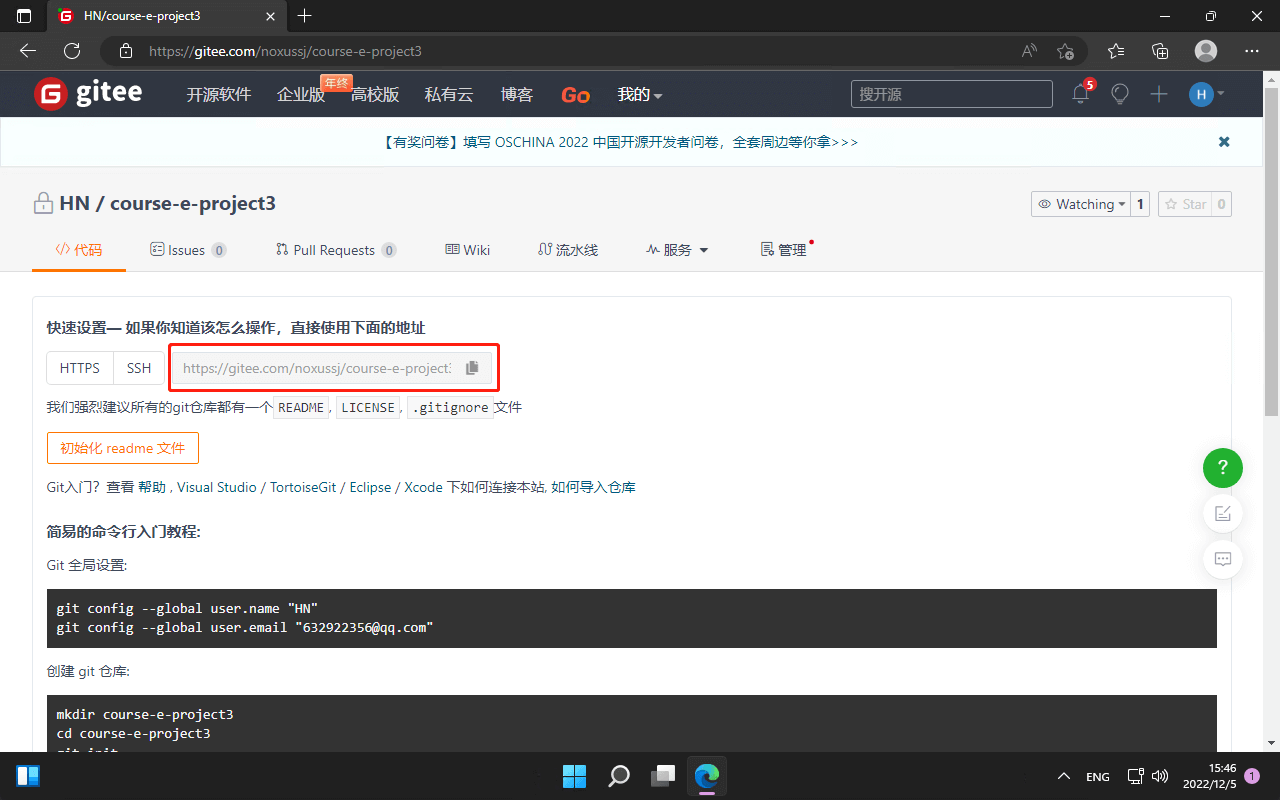 HN/course-e-project3
https://gitee.com/noxussj/course-e-project3
gitee 开源软件 企业版 年终 高校版 私有云 博客 Go 我的 搜开源 5 H
【有奖问卷】填写 OSCHINA 2022 中国开源开发者问卷，全套周边等你拿>>>
HN / course-e-project3 Watching 1 Star 0
代码 Issues 0 Pull Requests 0 Wiki 流水线 服务 管理
快速设置— 如果你知道该怎么操作，直接使用下面的地址
HTTPS SSH https://gitee.com/noxussj/course-e-project3
我们强烈建议所有的git仓库都有一个 README, LICENSE, .gitignore 文件
初始化 readme 文件
Git入门？查看 帮助 , Visual Studio / TortoiseGit / Eclipse / Xcode 下如何连接本站, 如何导入仓库
简易的命令行入门教程:
Git 全局设置:
git config --global user.name "HN"
git config --global user.email "632922356@qq.com"
创建 git 仓库:
mkdir course-e-project3
cd course-e-project3
git init
?
ENG 15:46
2022/12/5 1